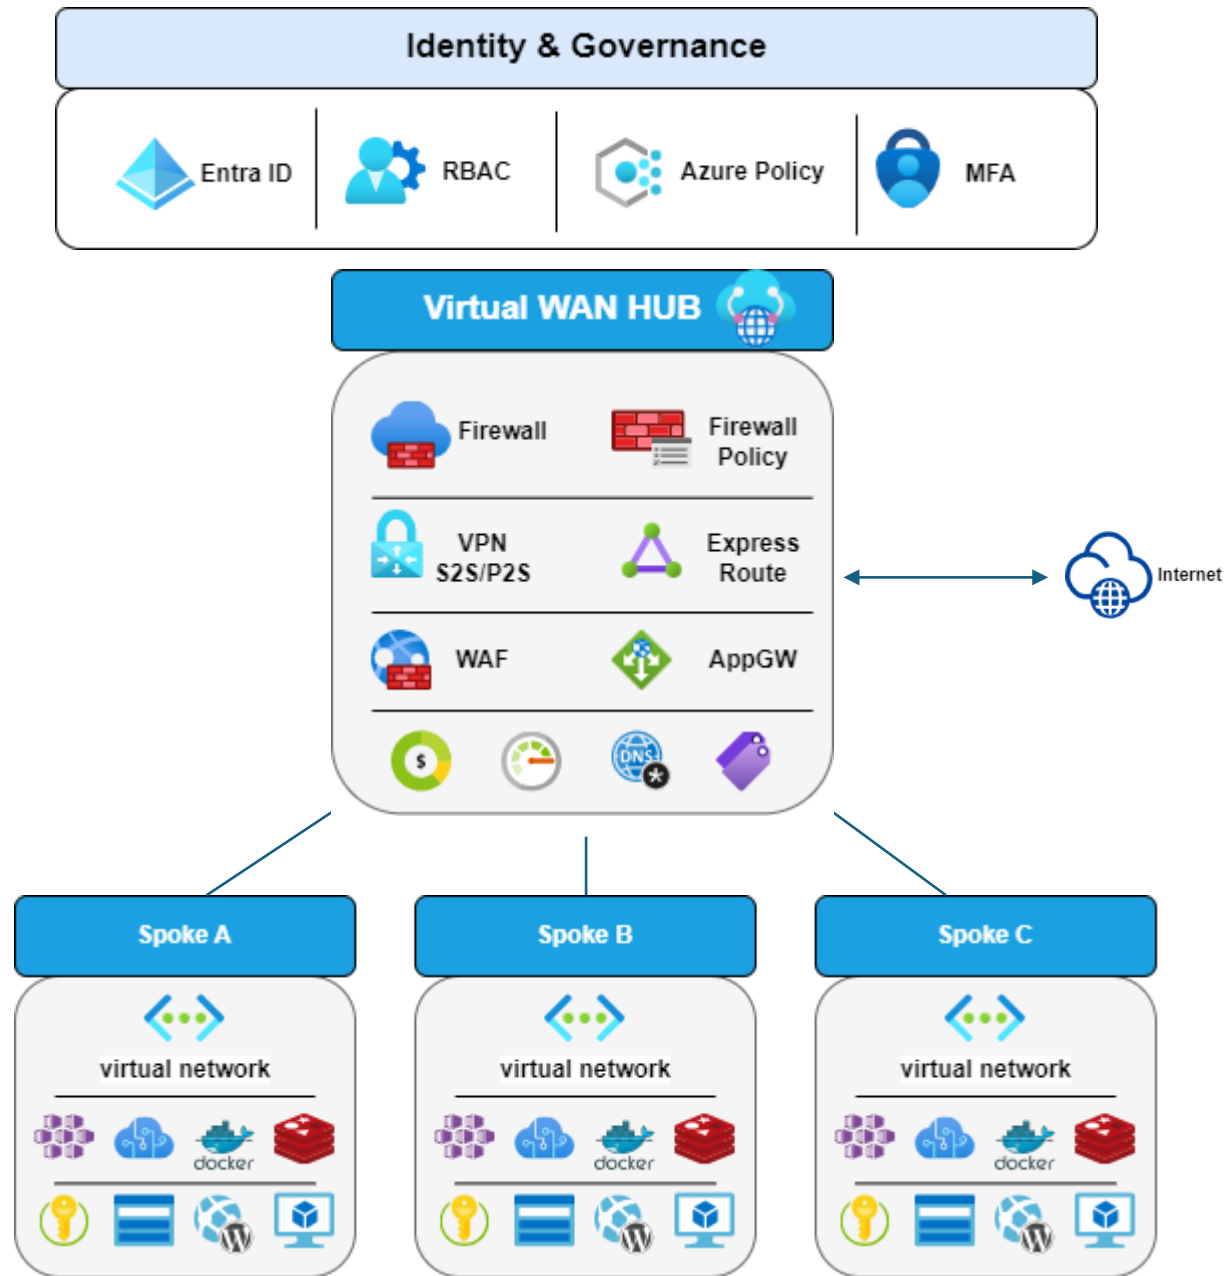 Identity & Governance
Entra ID
RBAC
Azure Policy
MFA
Virtual WAN HUB
Firewall
Firewall
Policy
VPN
S2S/P2S
Express
Route
Internet
WAF
AppGW
$
DNS
*
Spoke A
Spoke B
Spoke C
virtual network
virtual network
virtual network
docker
docker
docker
W
W
W